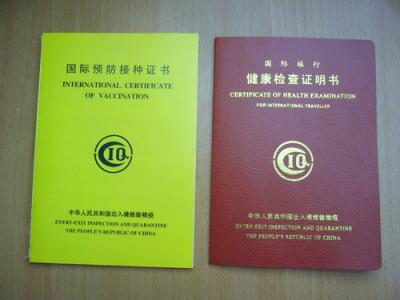 国际预防接种证书
INTERNATIONAL CERTIFICATE
OF VACCINATION
CIQ
中华人民共和国出入境检验检疫
ENTRY-EXIT INSPECTION AND QUARANTINE
THE PEOPLE'S REPUBLIC OF CHINA
国际旅行
健康检查证明书
CERTIFICATE OF HEALTH EXAMINATION
FOR INTERNATIONAL TRAVELLER
CIQ
中华人民共和国出入境检验检疫
ENTRY-EXIT INSPECTION AND QUARANTINE
THE PEOPLE'S REPUBLIC OF CHINA